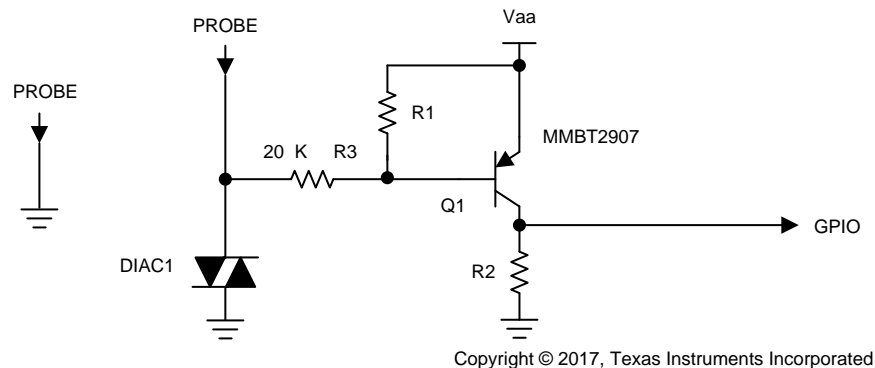 Vaa
PROBE
PROBE
R1
MMBT2907
20 K R3
Q1
GPIO
DIAC1
R2
Copyright © 2017, Texas Instruments Incorporated